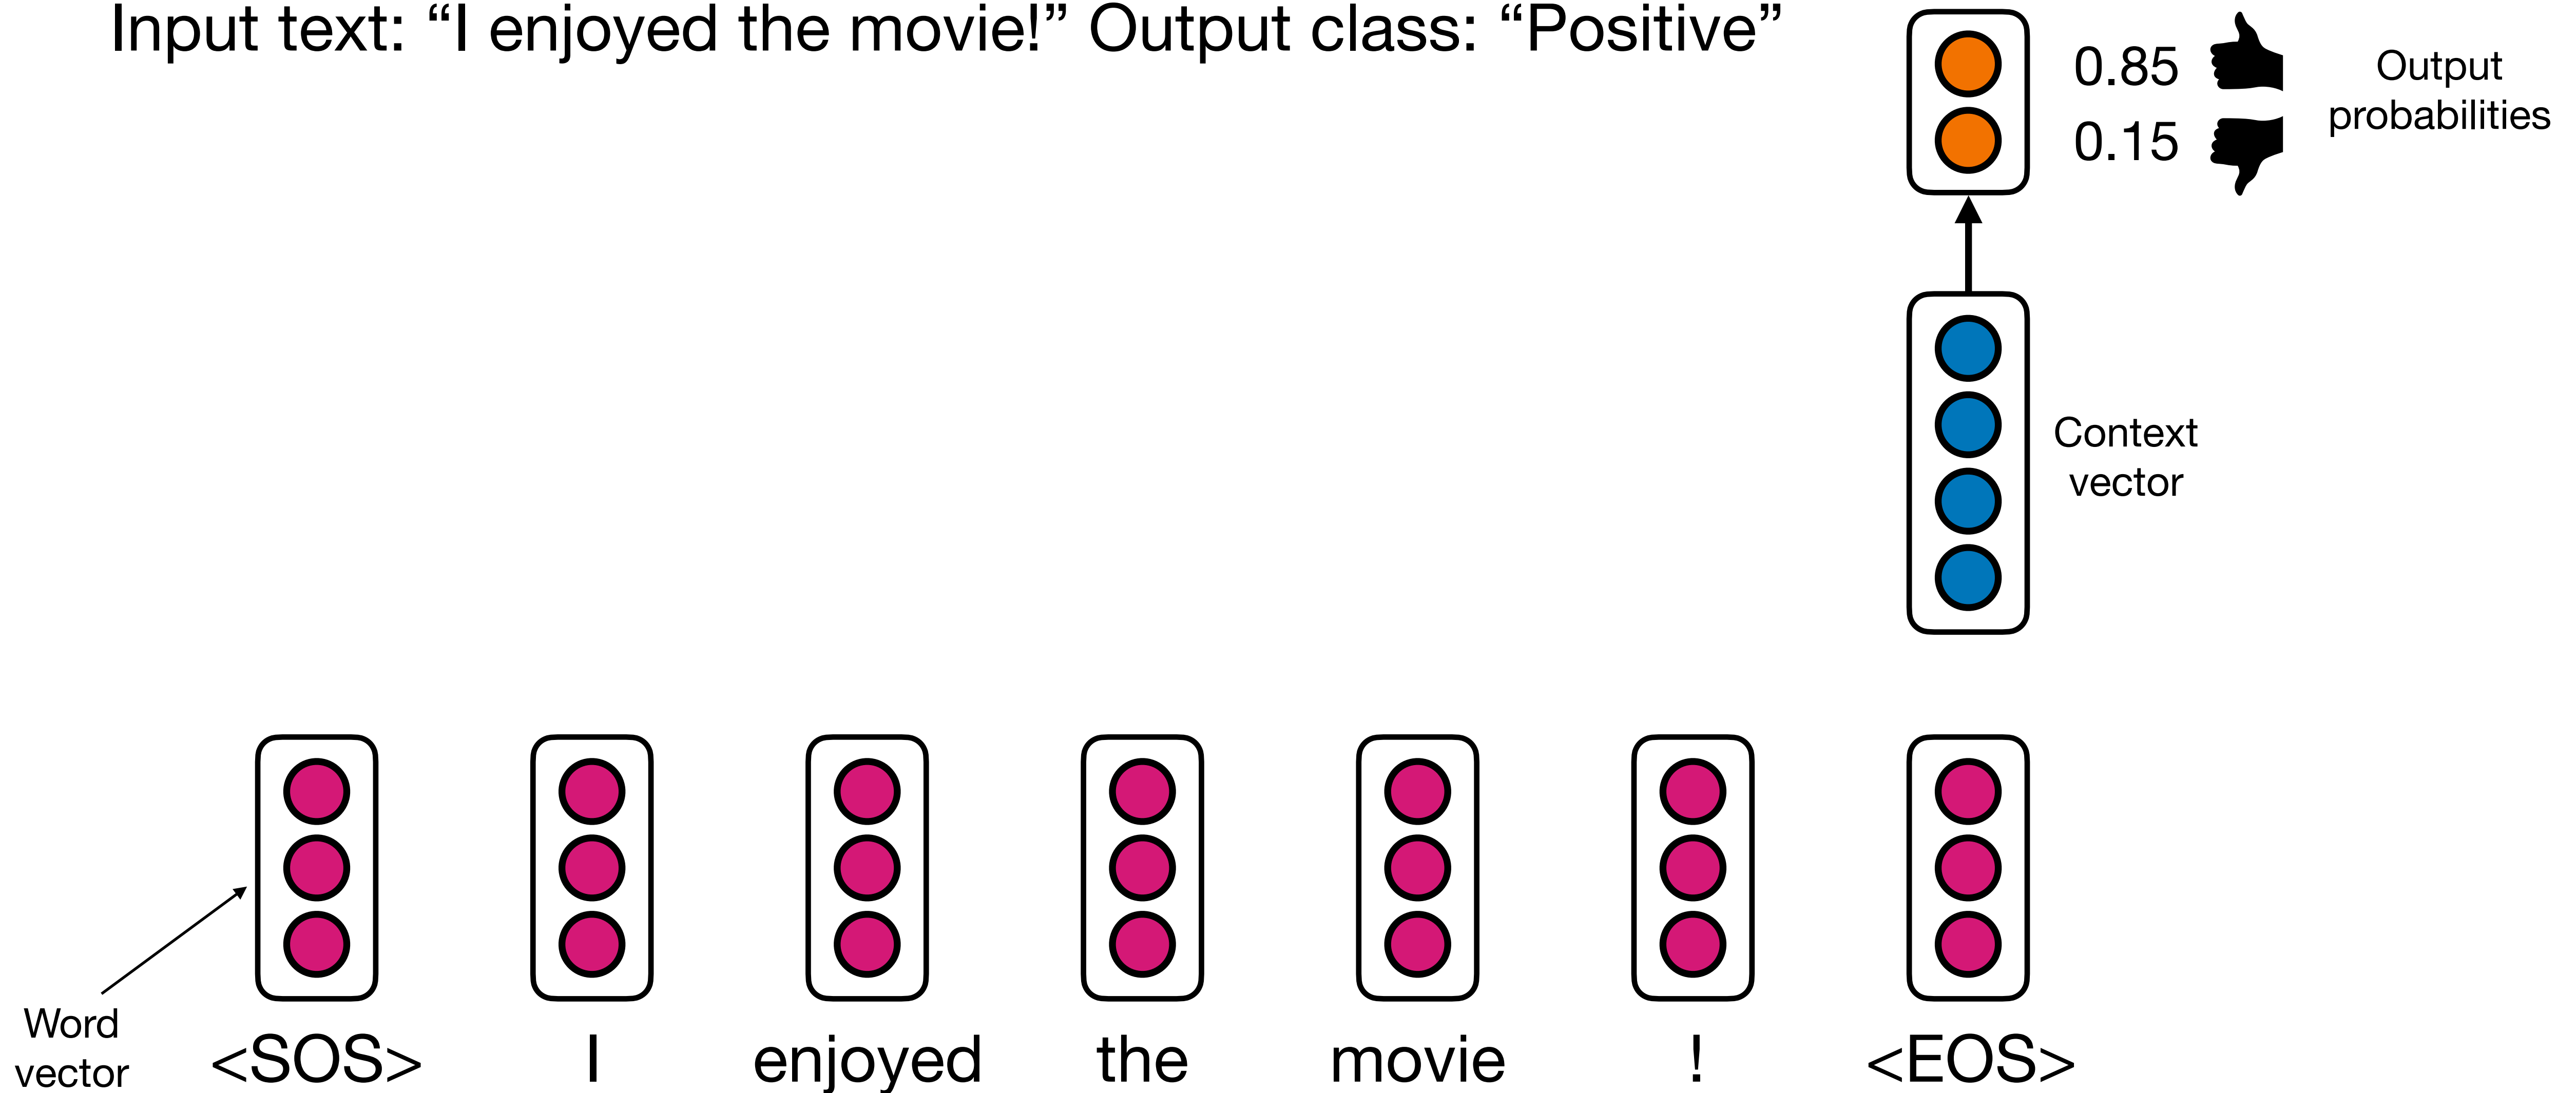 Input text: “I enjoyed the movie!” Output class: “Positive”
0.85
0.15
Output
probabilities
Context
vector
Word
vector
<SOS> I enjoyed the movie ! <EOS>